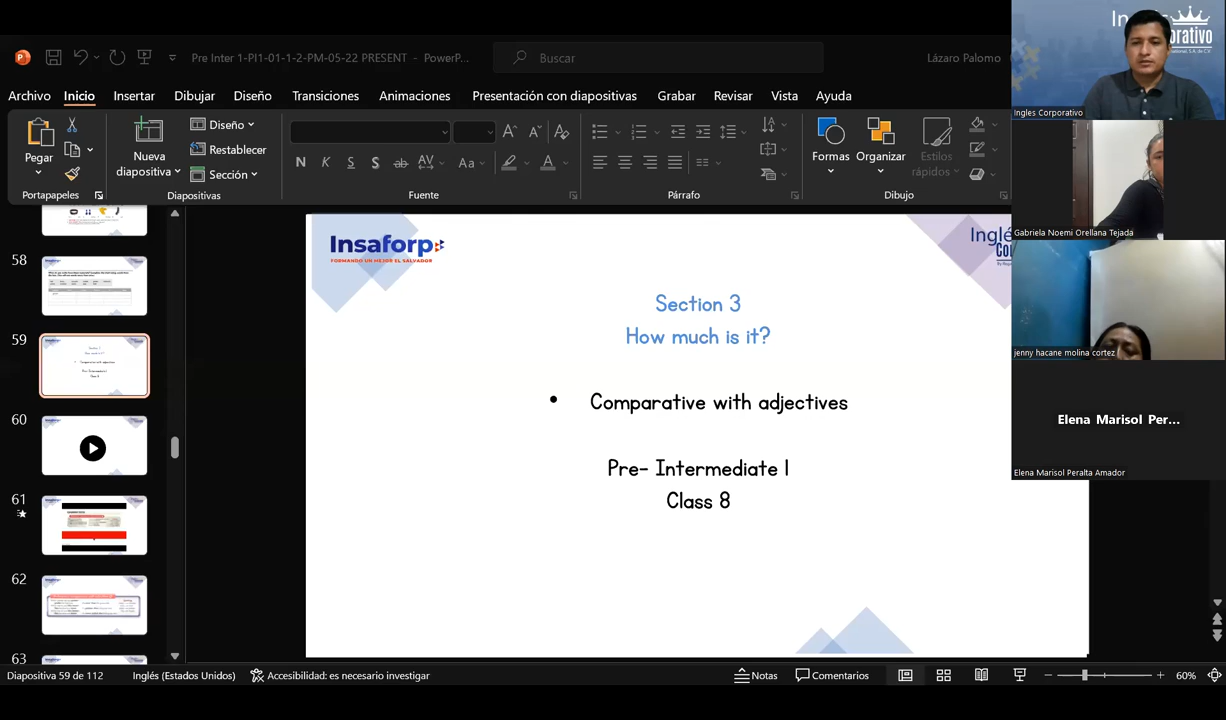 Pre Inter 1-PI1-01-1-2-PM-05-22 PRESENT - PowerP...
Buscar
Lázaro Palomo
Archivo
Inicio
Insertar
Dibujar
Diseño
Transiciones
Animaciones
Presentación con diapositivas
Grabar
Revisar
Vista
Ayuda
Pegar
Portapapeles
Nueva
diapositiva
Diseño
Restablecer
Sección
Diapositivas
N K S S ab AV Aa A
Fuente
Párrafo
Formas
Organizar
Estilos
rápidos
Dibujo
58
59
60
61
62
63
Insaforp
FORMANDO UN MEJOR EL SALVADOR
Section 3
How much is it?
• Comparative with adjectives
Pre- Intermediate 1
Class 8
Ingles Corporativo
Gabriela Noemi Orellana Tejada
jenny hacane molina cortez
Elena Marisol Per...
Elena Marisol Peralta Amador
Diapositiva 59 de 112
Inglés (Estados Unidos)
Accesibilidad: es necesario investigar
Notas
Comentarios
60%